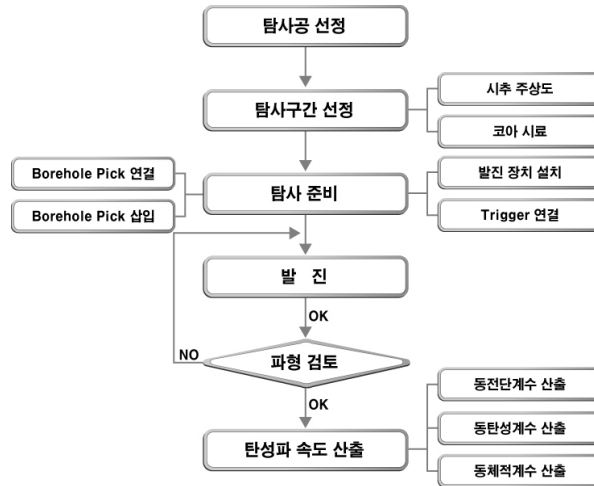 탐사공 선정
탐사구간 선정
시추 주상도
코아 시료
Borehole Pick 연결
Borehole Pick 삽입
탐사 준비
발진 장치 설치
Trigger 연결
발 진
OK
파형 검토
NO
OK
탄성파 속도 산출
동전단계수 산출
동탄성계수 산출
동체적계수 산출